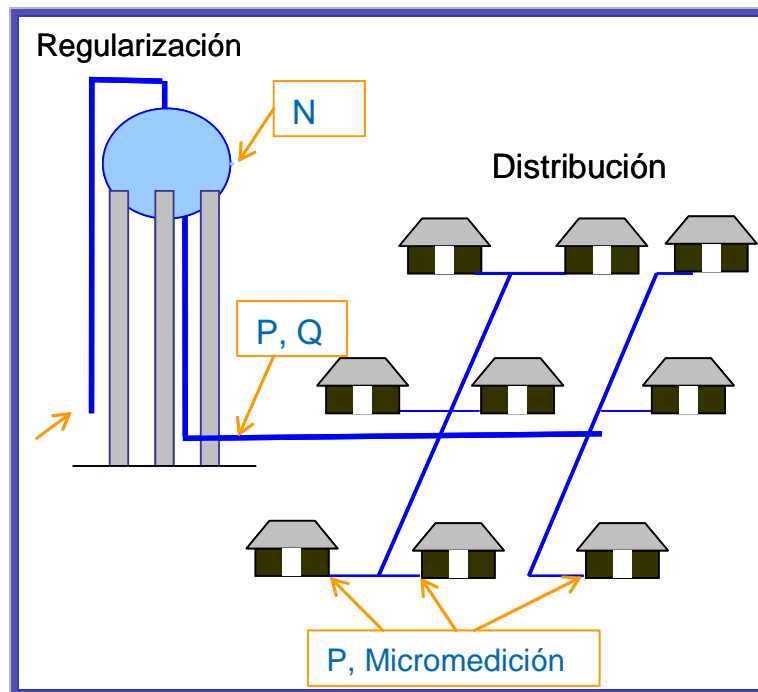 Regularización
N
Distribución
P, Q
P, Micromedición